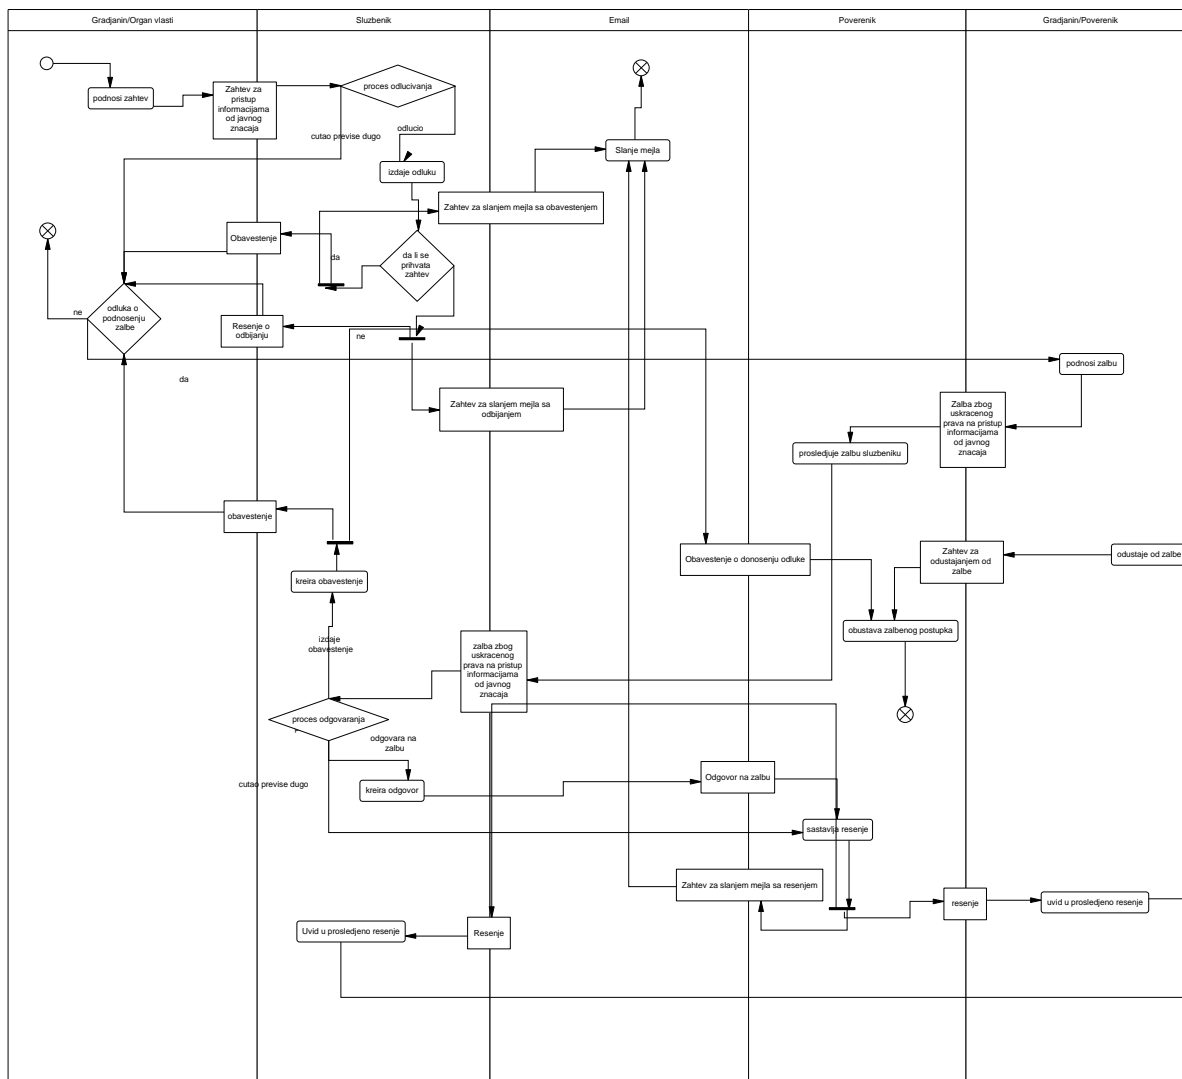 Gradjanin/Organ vlasti
Sluzbenik
Email
Poverenik
Gradjanin/Poverenik
podnosi zahtev
Zahtev za
pristup
informacijama
od javnog
znacaja
proces odlucivanja
cutao previse dugo
odlucio
izdaje odluku
Slanje mejla
Zahtev za slanjem mejla sa obavestenjem
Obavestenje
da
da li se
prihvata
zahtev
ne
odluka o
podnosenju
zalbe
Resenje o
odbijanju
ne
podnosi zalbu
da
Zahtev za slanjem mejla sa
odbijanjem
Zalba zbog
uskracenog
prava na pristup
informacijama
od javnog
znacaja
prosledjuje zalbu sluzbeniku
obavestenje
Obavestenje o donosenju odluke
Zahtev za
odustajanjem od
zalbe
odustaje od zalbe
kreira obavestenje
obustava zalbenog postupka
izdaje
obavestenje
zalba zbog
uskracenog
prava na pristup
informacijama
od javnog
znacaja
proces odgovaranja
odgovara na
zalbu
cutao previse dugo
kreira odgovor
Odgovor na zalbu
sastavlja resenje
Zahtev za slanjem mejla sa resenjem
resenje
uvid u prosledjeno resenje
Uvid u prosledjeno resenje
Resenje